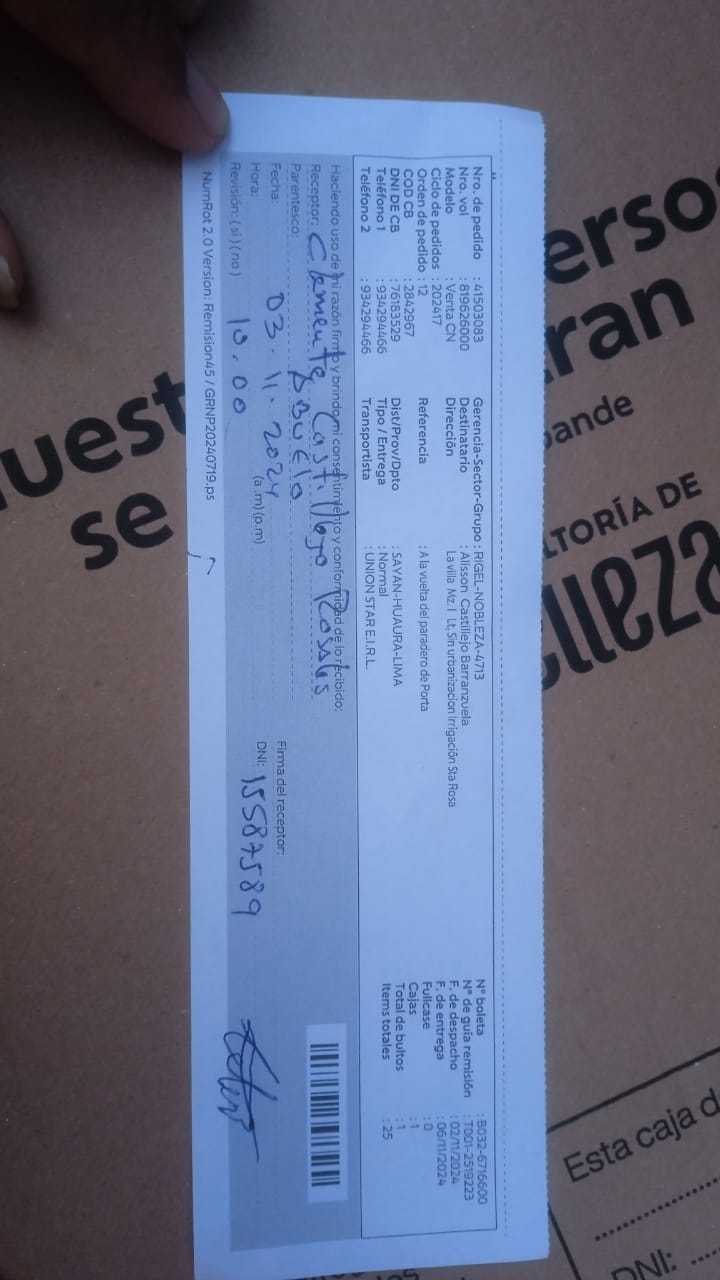 Nro. de pedido : 41503083
Nro. vol : 819626000
Modelo : Venta CN
Ciclo de pedidos : 202417
Orden de pedido : 12
COD CB : 2842967
DNI DE CB : 76183529
Teléfono 1 : 934294466
Teléfono 2 : 934294466
Gerencia-Sector-Grupo : RIGEL-NOBLEZA-4713
Destinatario : Alisson Castillejo Barranzuela
Dirección : La villa Mz. I Lt, Sin urbanizacion Irrigación Sta Rosa
Referencia : A la vuelta del paradero de Porta
Dist/Prov/Dpto : SAYAN-HUAURA-LIMA
Tipo / Entrega : Normal
Transportista : UNION STAR E.I.R.L.
N° boleta : B032-6716600
N° de guía remisión : T001-2519223
F. de despacho : 02/11/2024
F. de entrega : 06/11/2024
Fullcase : 0
Cajas : 1
Total de bultos : 1
Items totales : 25
Haciendo uso de mi razón firmo y brindo mi consentimiento y conformidad de lo recibido:
Receptor: Clemente Castillejo Rosales
Parentesco: ABUELO
Fecha: 03.11.2024
Hora: 10.00 (a.m)(p.m)
Revisión: (si) (no)
Firma del receptor:
DNI: 15587589
NumRot 2.0 Version: Remision45 / GRNP20240719.ps
erso
uest
ran
se
ande
LTORÍA DE
lleza
Esta caja d
DNI: